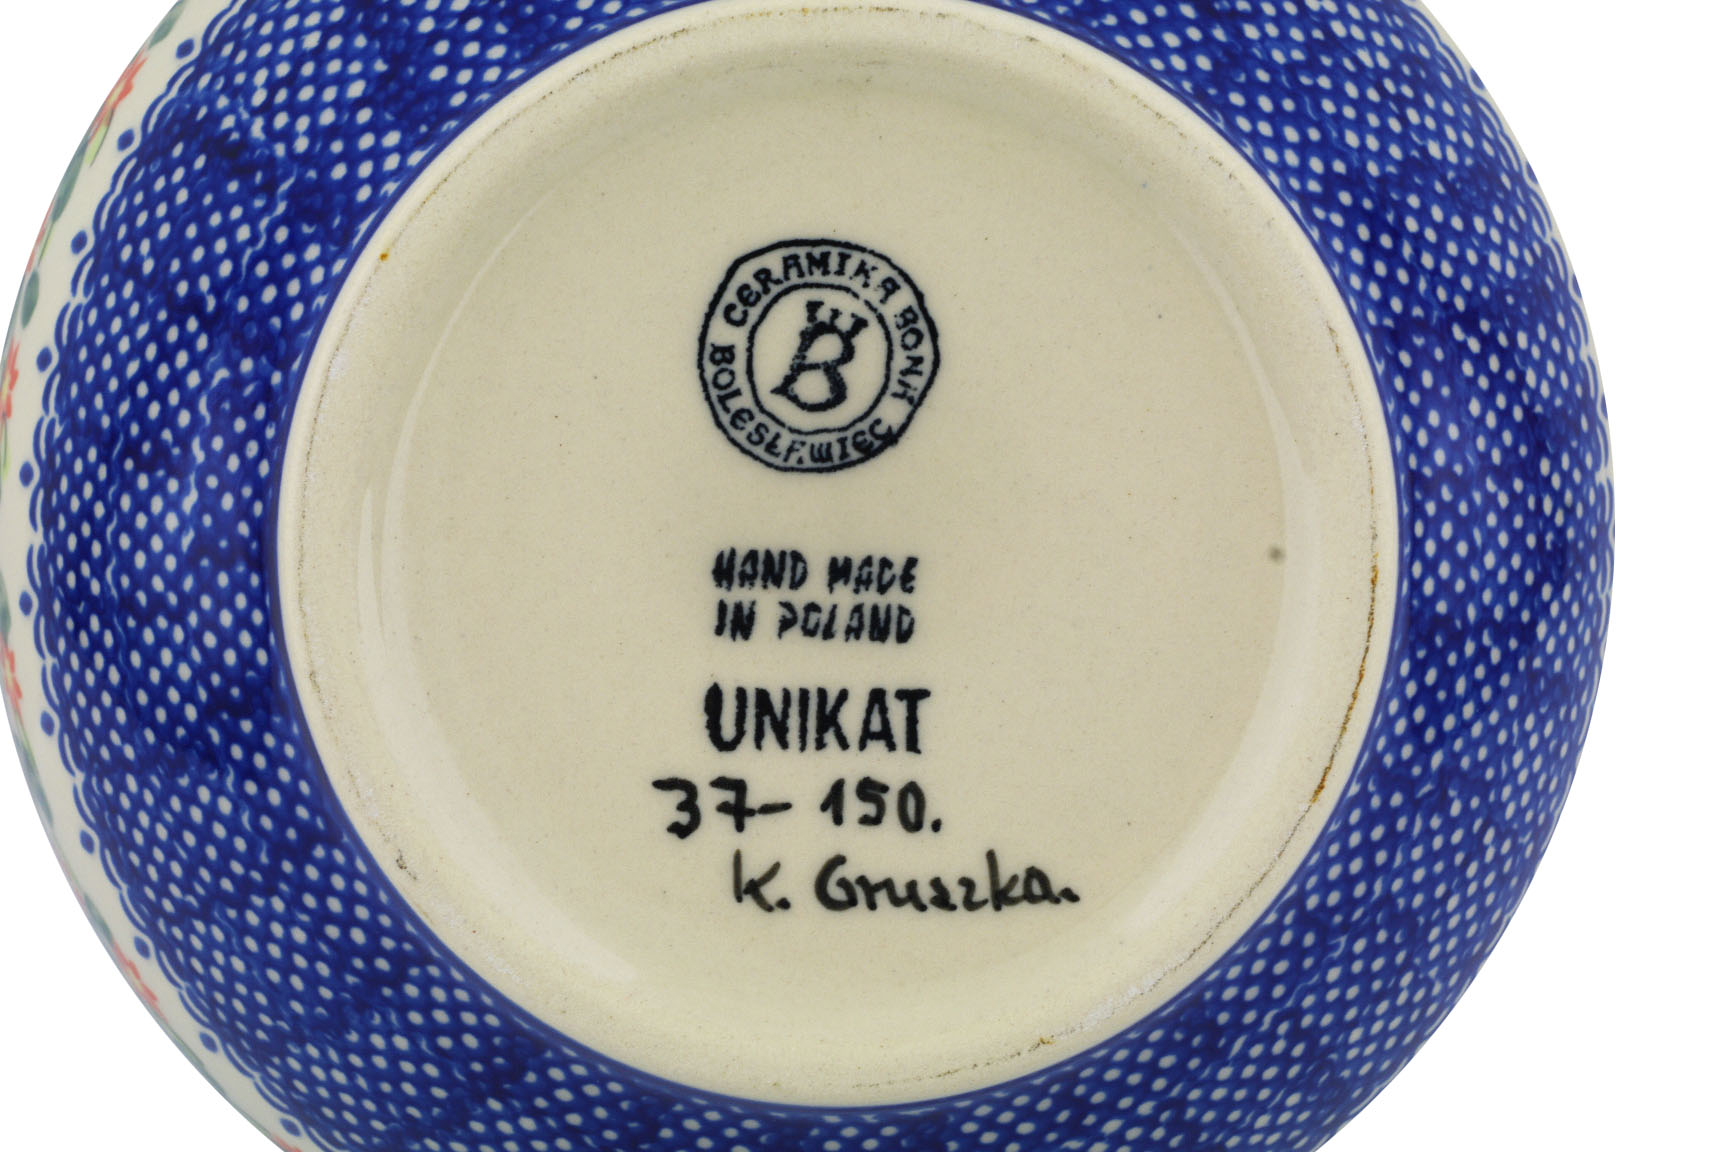 CERAMIKA BONA
BOLESŁAWIEC
B
HAND MADE
IN POLAND
UNIKAT
37-150.
K. Gruszka.